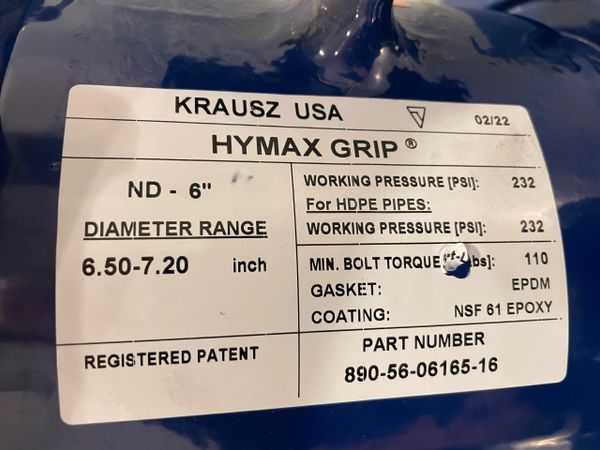 KRAUSZ USA
02/22
HYMAX GRIP ®
ND - 6"
DIAMETER RANGE
6.50-7.20 inch
WORKING PRESSURE [PSI]: 232
For HDPE PIPES:
WORKING PRESSURE [PSI]: 232
MIN. BOLT TORQUE 110
GASKET: EPDM
COATING: NSF 61 EPOXY
REGISTERED PATENT
PART NUMBER
890-56-06165-16